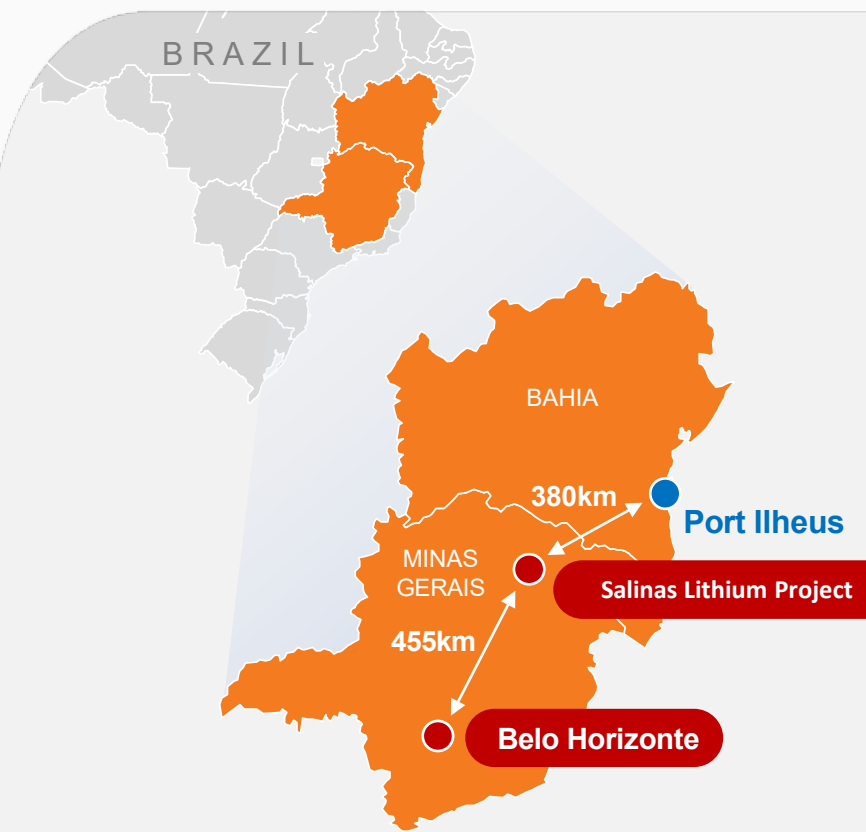 BRAZIL
BAHIA
380km
Port Ilheus
MINAS
GERAIS
Salinas Lithium Project
455km
Belo Horizonte